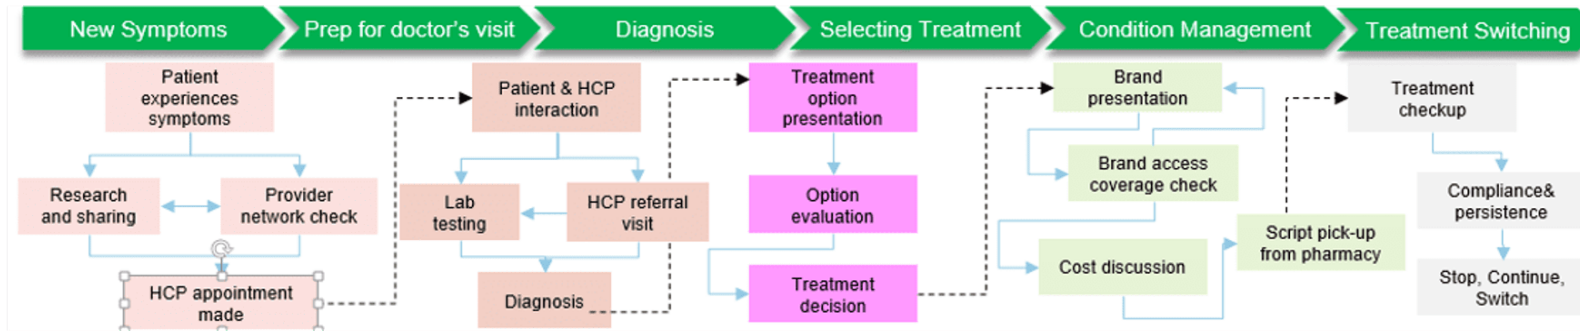 New Symptoms
Prep for doctor's visit
Diagnosis
Selecting Treatment
Condition Management
Treatment Switching
Patient
experiences
symptoms
Research
and sharing
Provider
network check
HCP appointment
made
Patient & HCP
interaction
Lab
testing
HCP referral
visit
Diagnosis
Treatment
option
presentation
Option
evaluation
Treatment
decision
Brand
presentation
Brand access
coverage check
Cost discussion
Script pick-up
from pharmacy
Treatment
checkup
Compliance&
persistence
Stop, Continue,
Switch